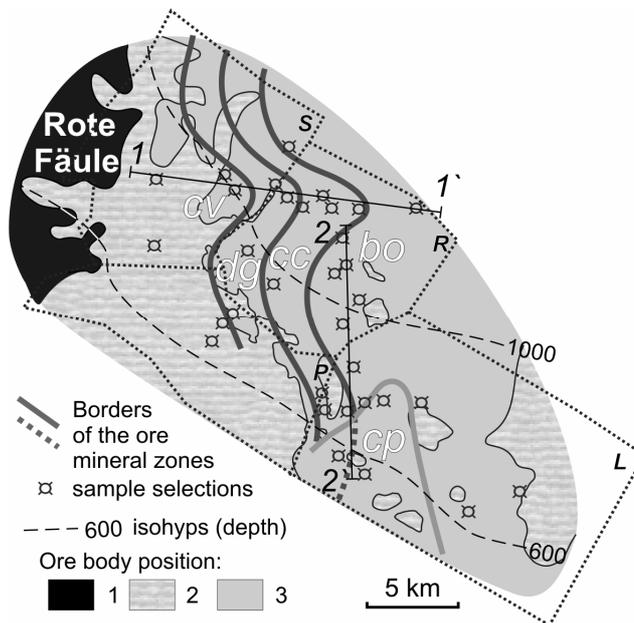 S
Rote
Fäule
1
1`
cv
2
bo
R
dg
cc
1000
P
cp
L
2`
600
Borders
of the ore
mineral zones
sample selections
600 isohyps (depth)
Ore body position:
1 2 3
5 km